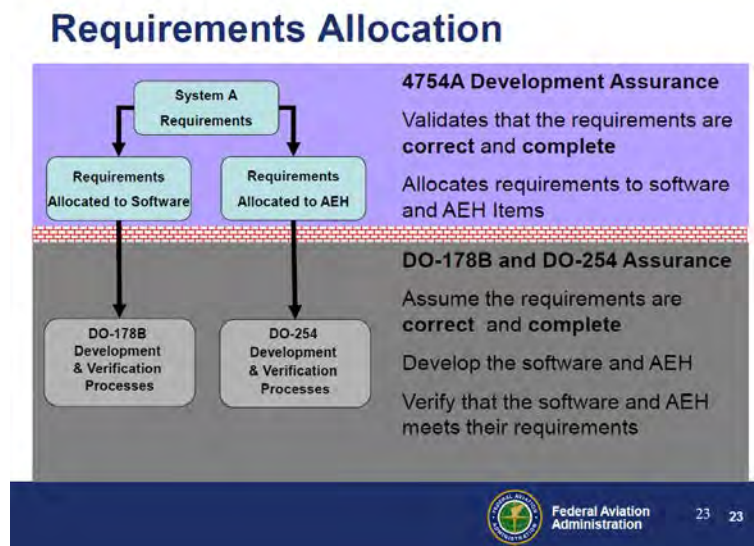 Requirements Allocation
System A
Requirements
Requirements
Allocated to Software
Requirements
Allocated to AEH
DO-178B
Development
& Verification
Processes
DO-254
Development
& Verification
Processes
4754A Development Assurance
Validates that the requirements are
correct and complete
Allocates requirements to software
and AEH Items
DO-178B and DO-254 Assurance
Assume the requirements are
correct and complete
Develop the software and AEH
Verify that the software and AEH
meets their requirements
Federal Aviation
Administration
23
23